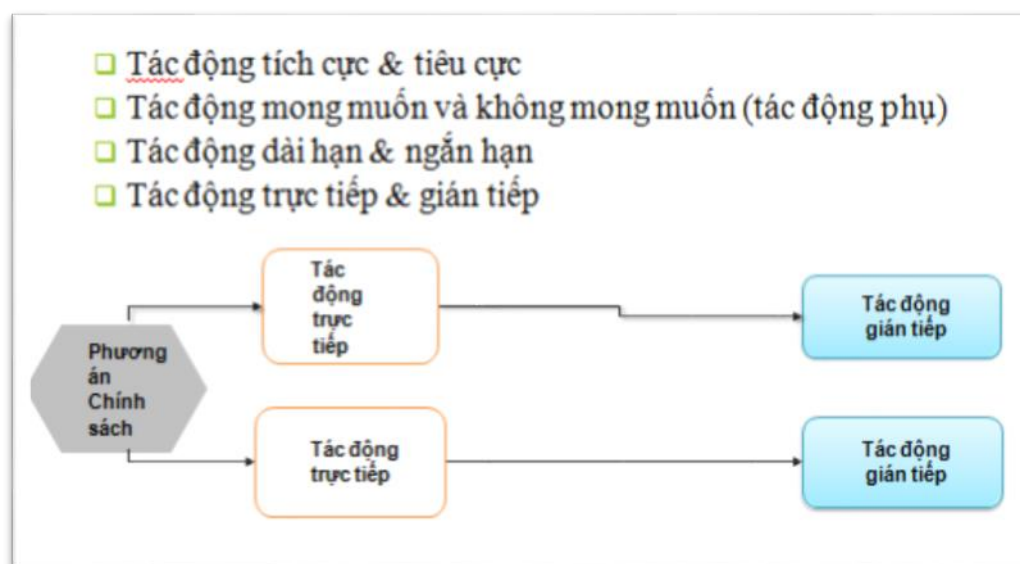 Tác động tích cực & tiêu cực
Tác động mong muốn và không mong muốn (tác động phụ)
Tác động dài hạn & ngắn hạn
Tác động trực tiếp & gián tiếp
Tác
động
trực
tiếp
Tác động
gián tiếp
Phương
án
Chính
sách
Tác động
trực tiếp
Tác động
gián tiếp